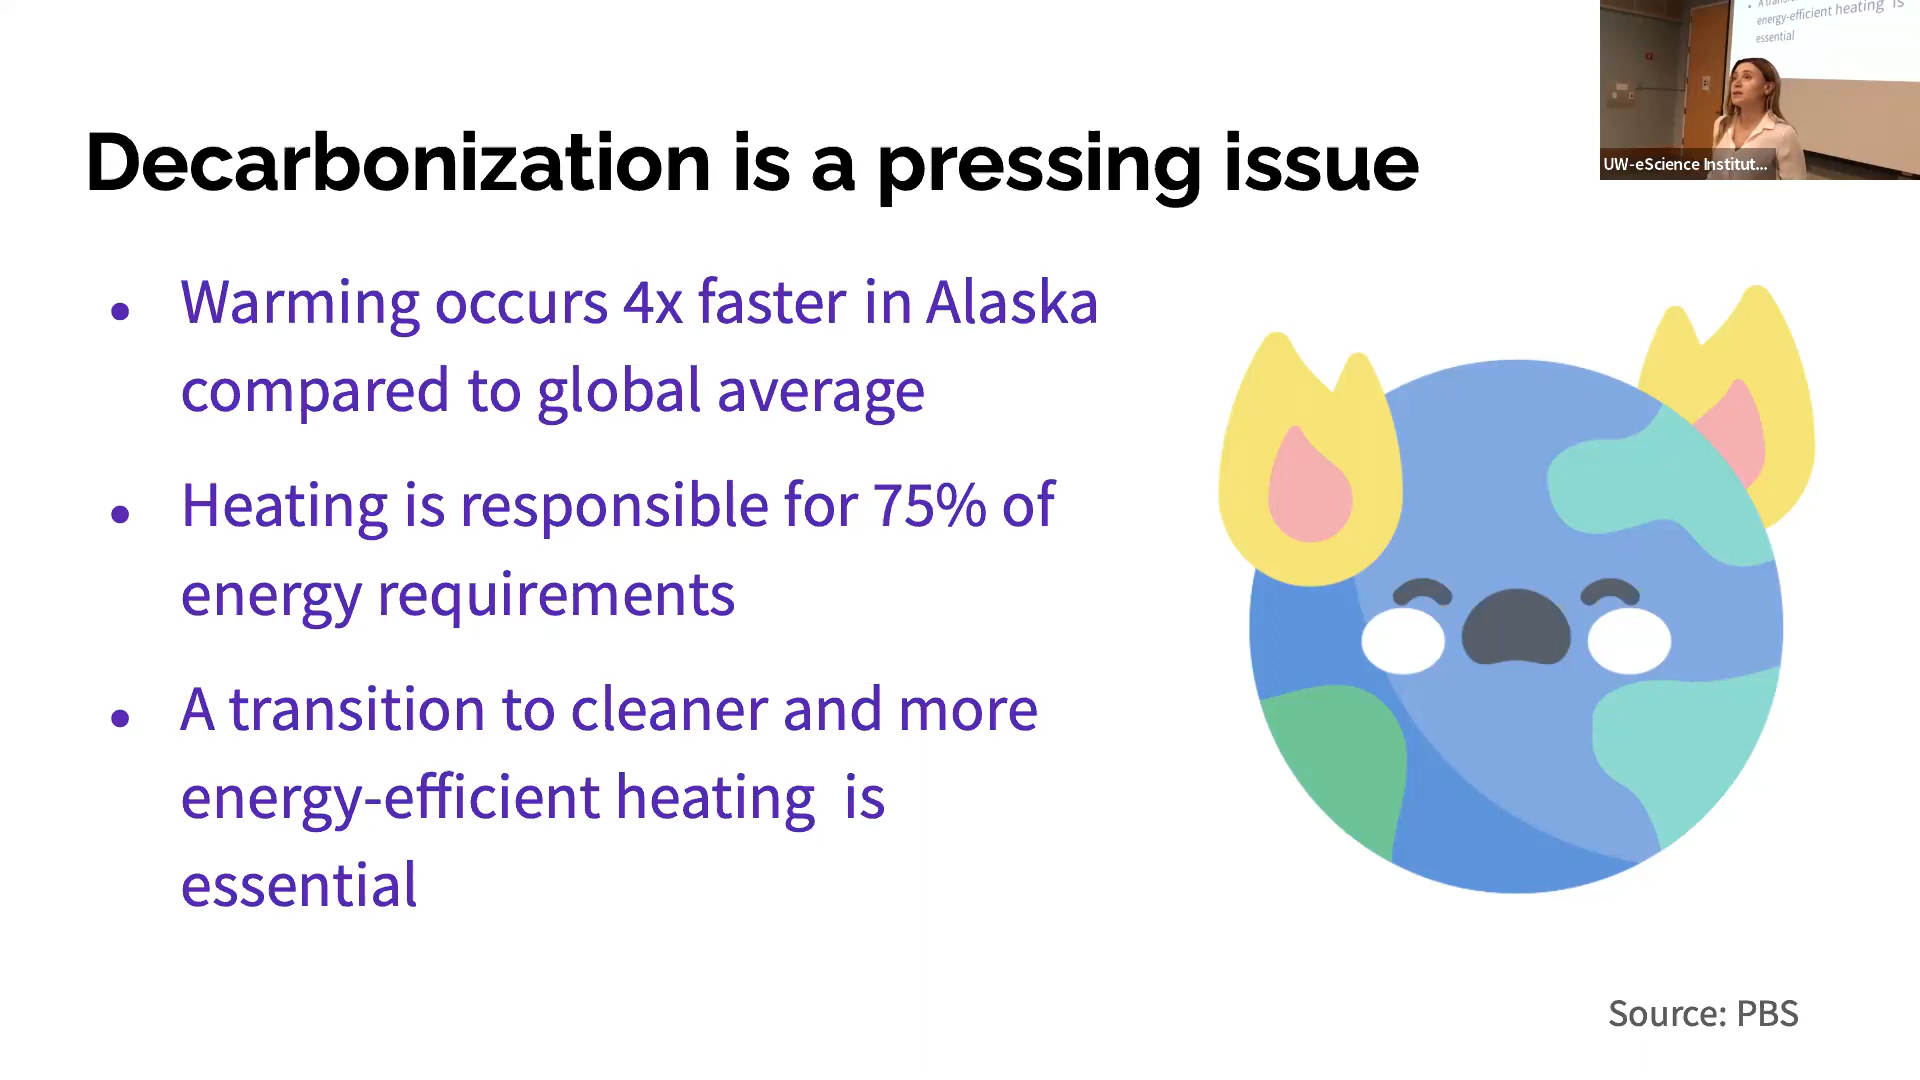 Decarbonization is a pressing issue
• Warming occurs 4x faster in Alaska
compared to global average
• Heating is responsible for 75% of
energy requirements
• A transition to cleaner and more
energy-efficient heating is
essential
Source: PBS
energy-efficient heating is
essential
UW-eScience Institut...